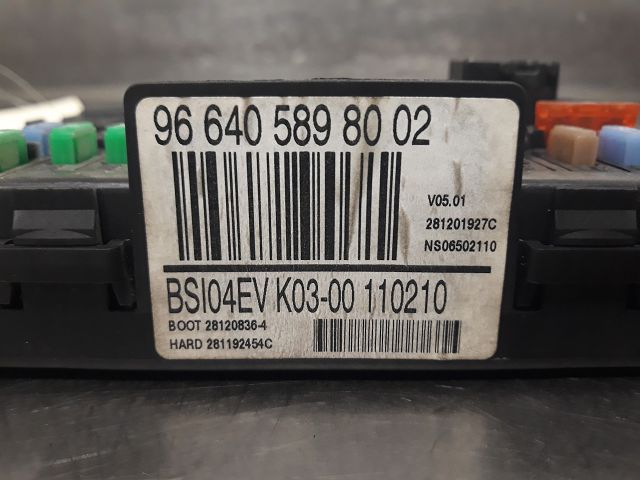 96 640 589 80 02
V05.01
281201927C
NS06502110
BSI04EV K03-00 110210
BOOT 28120836-4
HARD 281192454C